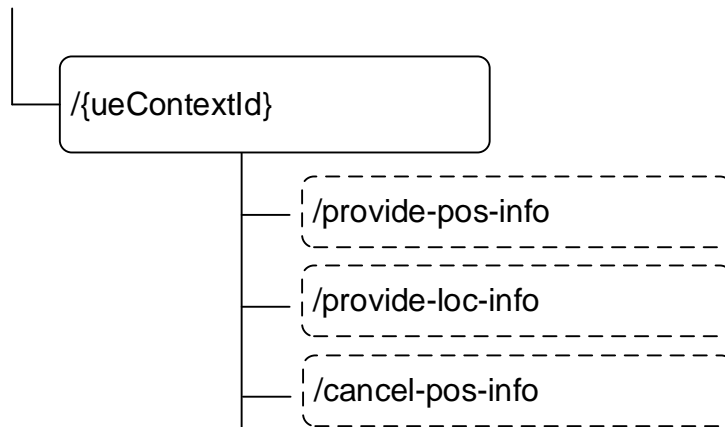 /{ueContextId}
/provide-pos-info
/provide-loc-info
/cancel-pos-info